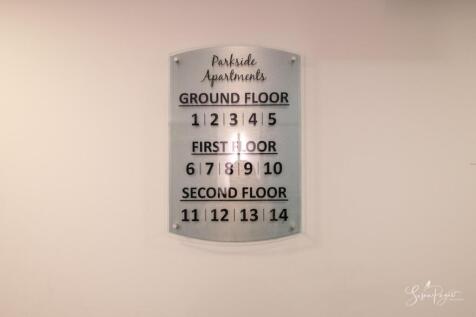 Parkside
Apartments
GROUND FLOOR
1|2|3|4|5
FIRST FLOOR
6|7|8|9|10
SECOND FLOOR
11|12|13|14